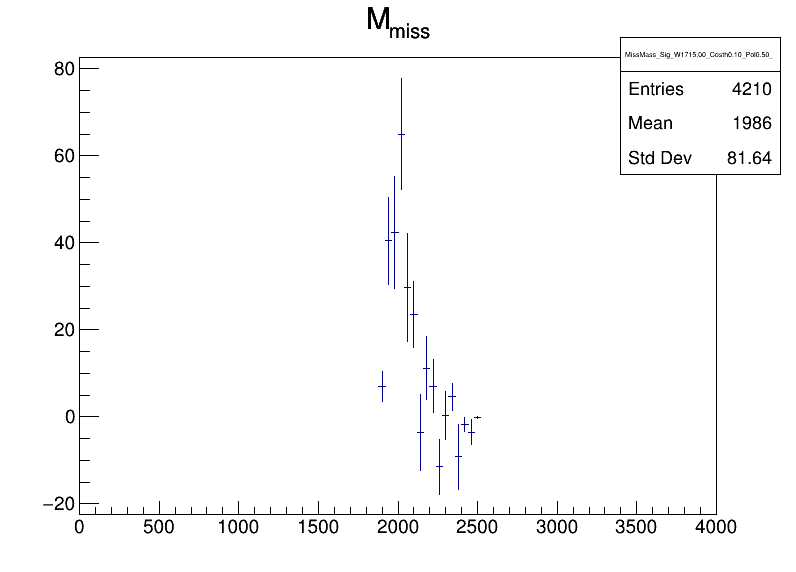 M_miss
MissMass_Sig_W1715.00_Costh0.10_Pol0.50_
Entries 4210
Mean 1986
Std Dev 81.64
80
60
40
20
0
−20
0 500 1000 1500 2000 2500 3000 3500 4000